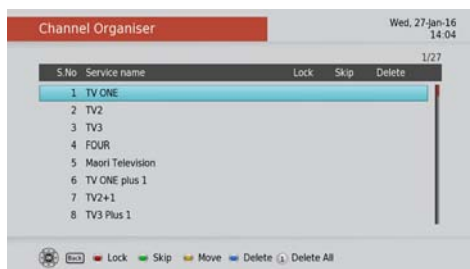 Channel Organiser
Wed, 27-Jan-16
14:04
1/27
S.No Service name Lock Skip Delete
1 TV ONE
2 TV2
3 TV3
4 FOUR
5 Maori Television
6 TV ONE plus 1
7 TV2+1
8 TV3 Plus 1
Back Lock Skip Move Delete 1 Delete All